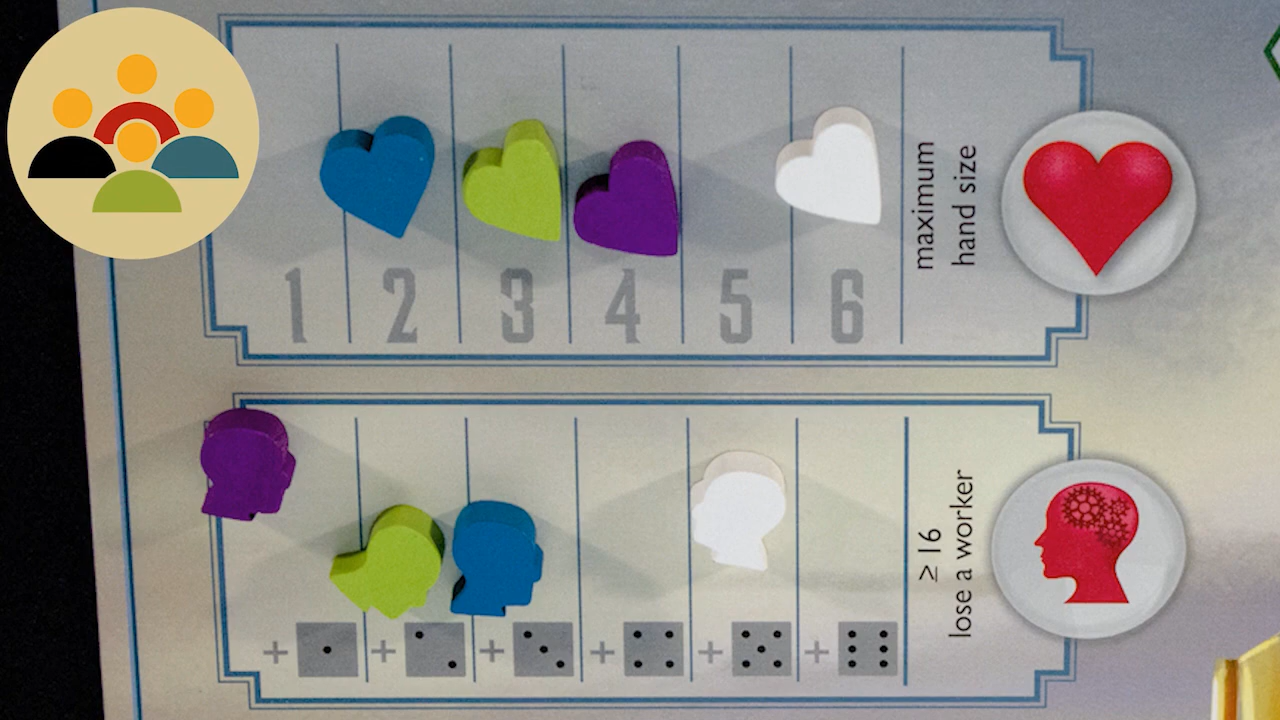 1 2 3 4 5 6
maximum
hand size
+ + + + + +
≥ 16
lose a worker